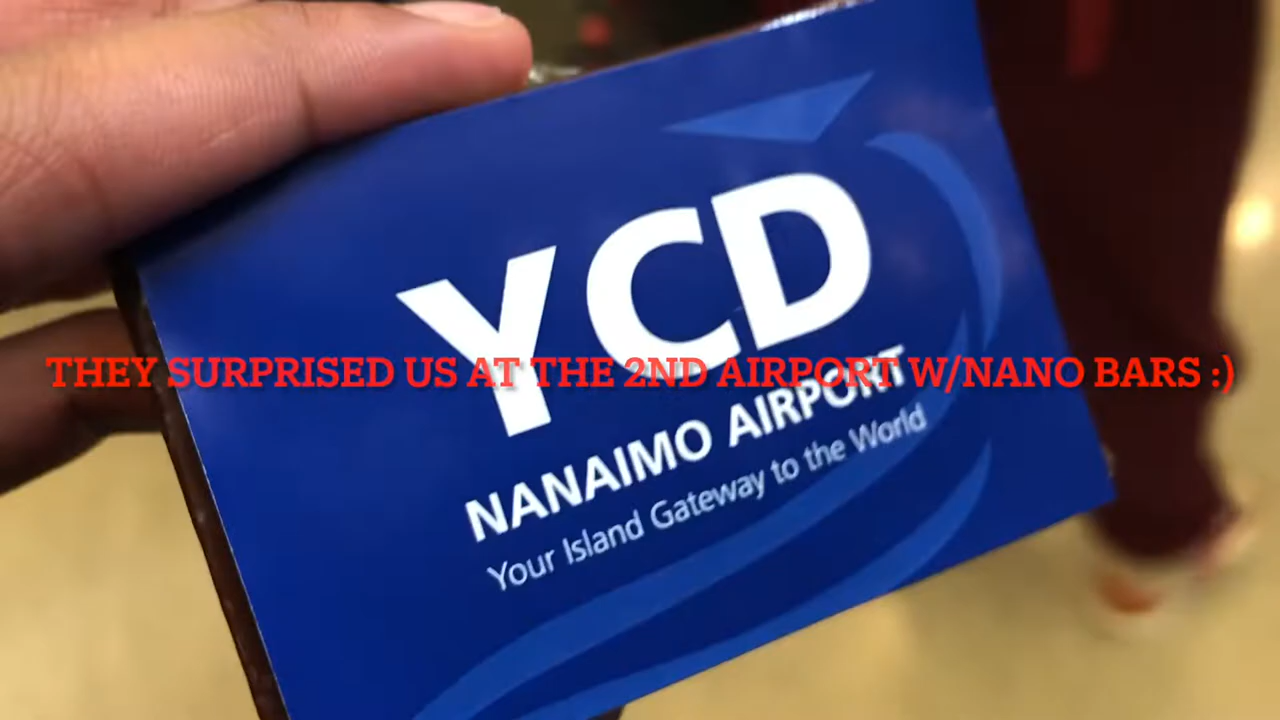 YCD
THEY SURPRISED US AT THE 2ND AIRPORT W/NANO BARS :)
NANAIMO AIRPORT
Your Island Gateway to the World